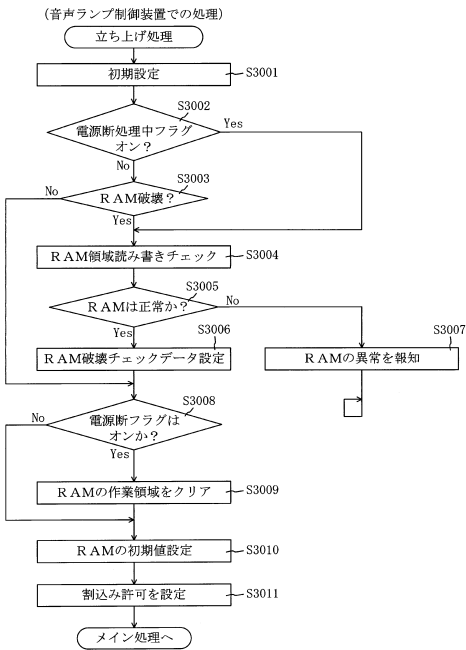 （音声ランプ制御装置での処理）
立ち上げ処理
初期設定
S3001
S3002
電源断処理中フラグ
オン？
Yes
No
S3003
No
ＲＡＭ破壊？
Yes
ＲＡＭ領域読み書きチェック
S3004
S3005
ＲＡＭは正常か？
No
Yes
S3006
S3007
ＲＡＭ破壊チェックデータ設定
ＲＡＭの異常を報知
S3008
No
電源断フラグは
オンか？
Yes
ＲＡＭの作業領域をクリア
S3009
ＲＡＭの初期値設定
S3010
割込み許可を設定
S3011
メイン処理へ